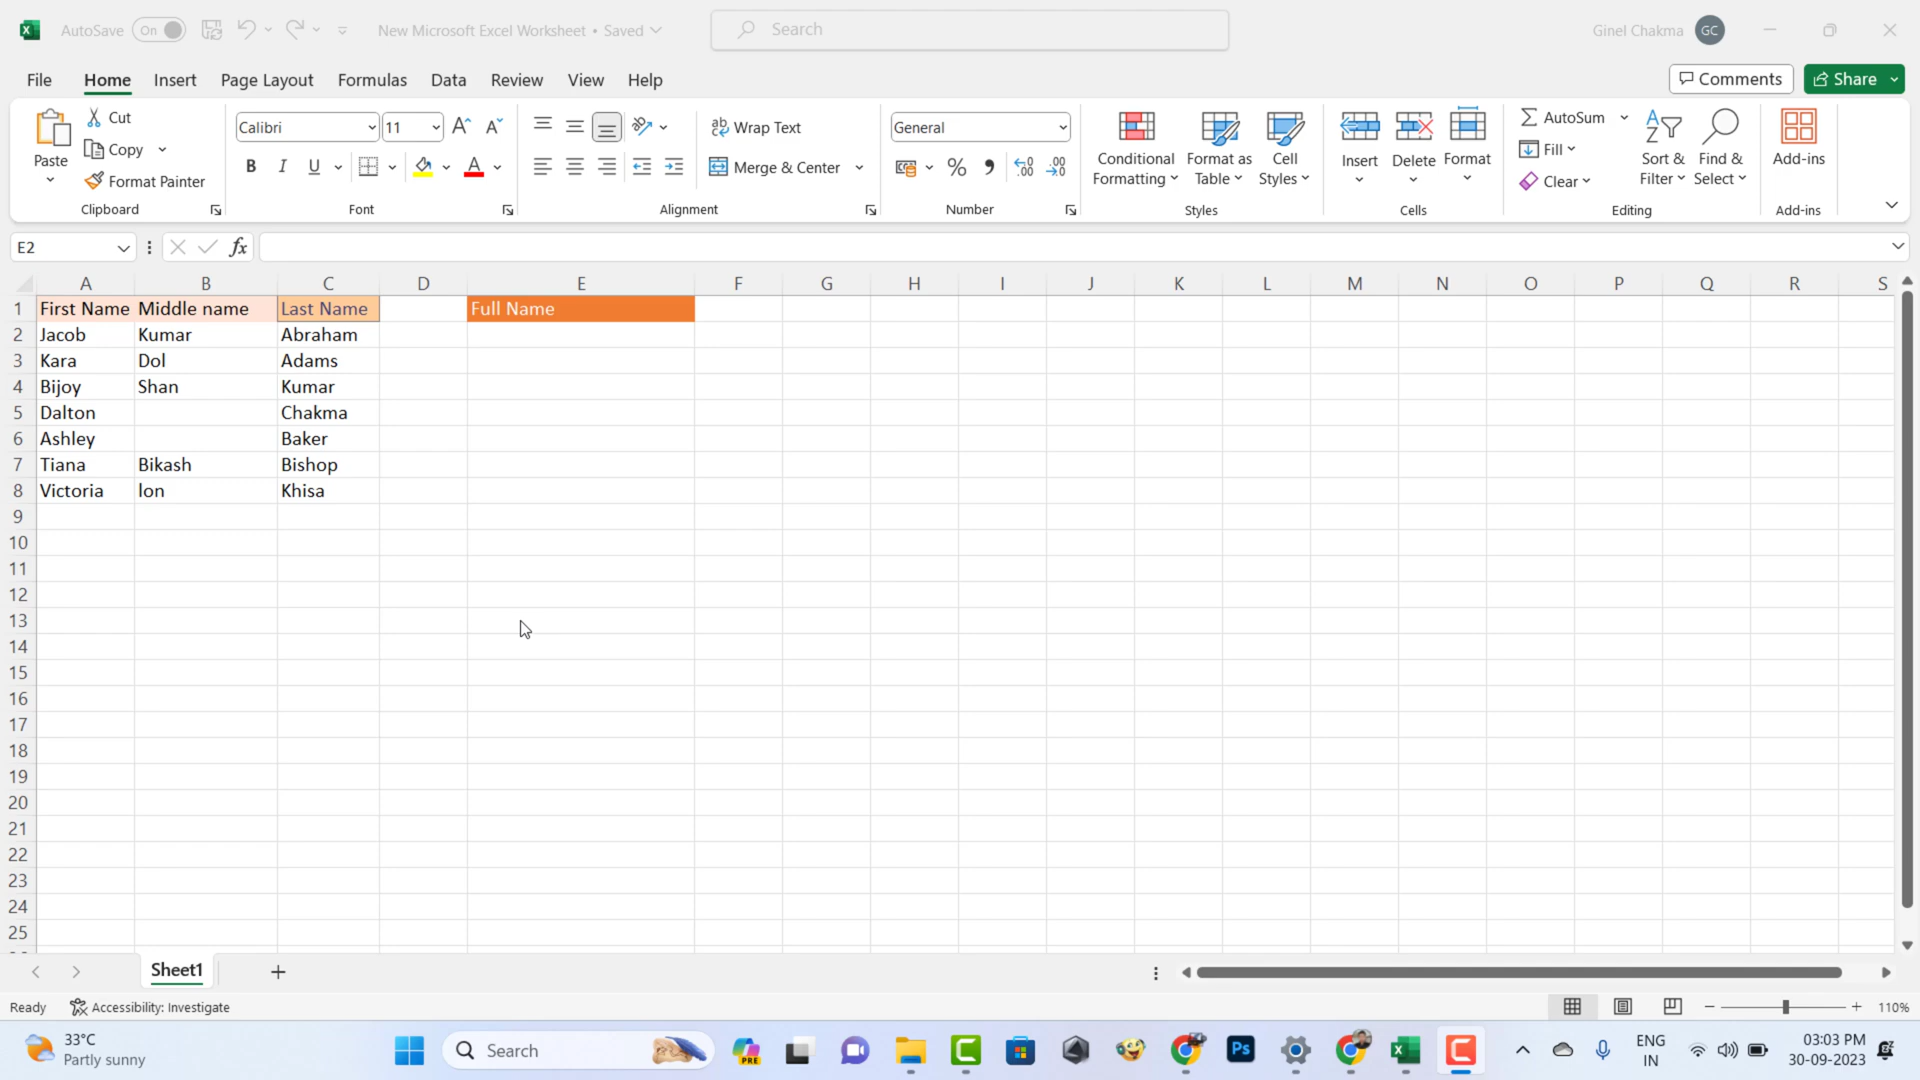 AutoSave On New Microsoft Excel Worksheet • Saved Search Ginel Chakma GC
File Home Insert Page Layout Formulas Data Review View Help Comments Share
Paste Cut Copy Format Painter Clipboard
Calibri 11 B I U A Font
Wrap Text Merge & Center Alignment
General % Number
Conditional Formatting Format as Table Cell Styles Styles
Insert Delete Format Cells
AutoSum Fill Clear Sort & Filter Find & Select Editing
Add-ins Add-ins
E2 fx
A B C D E F G H I J K L M N O P Q R S
1 First Name Middle name Last Name Full Name
2 Jacob Kumar Abraham
3 Kara Dol Adams
4 Bijoy Shan Kumar
5 Dalton Chakma
6 Ashley Baker
7 Tiana Bikash Bishop
8 Victoria lon Khisa
9
10
11
12
13
14
15
16
17
18
19
20
21
22
23
24
25
Sheet1
Ready Accessibility: Investigate 110%
33°C Search PRE Ps ENG 03:03 PM
Partly sunny IN 30-09-2023